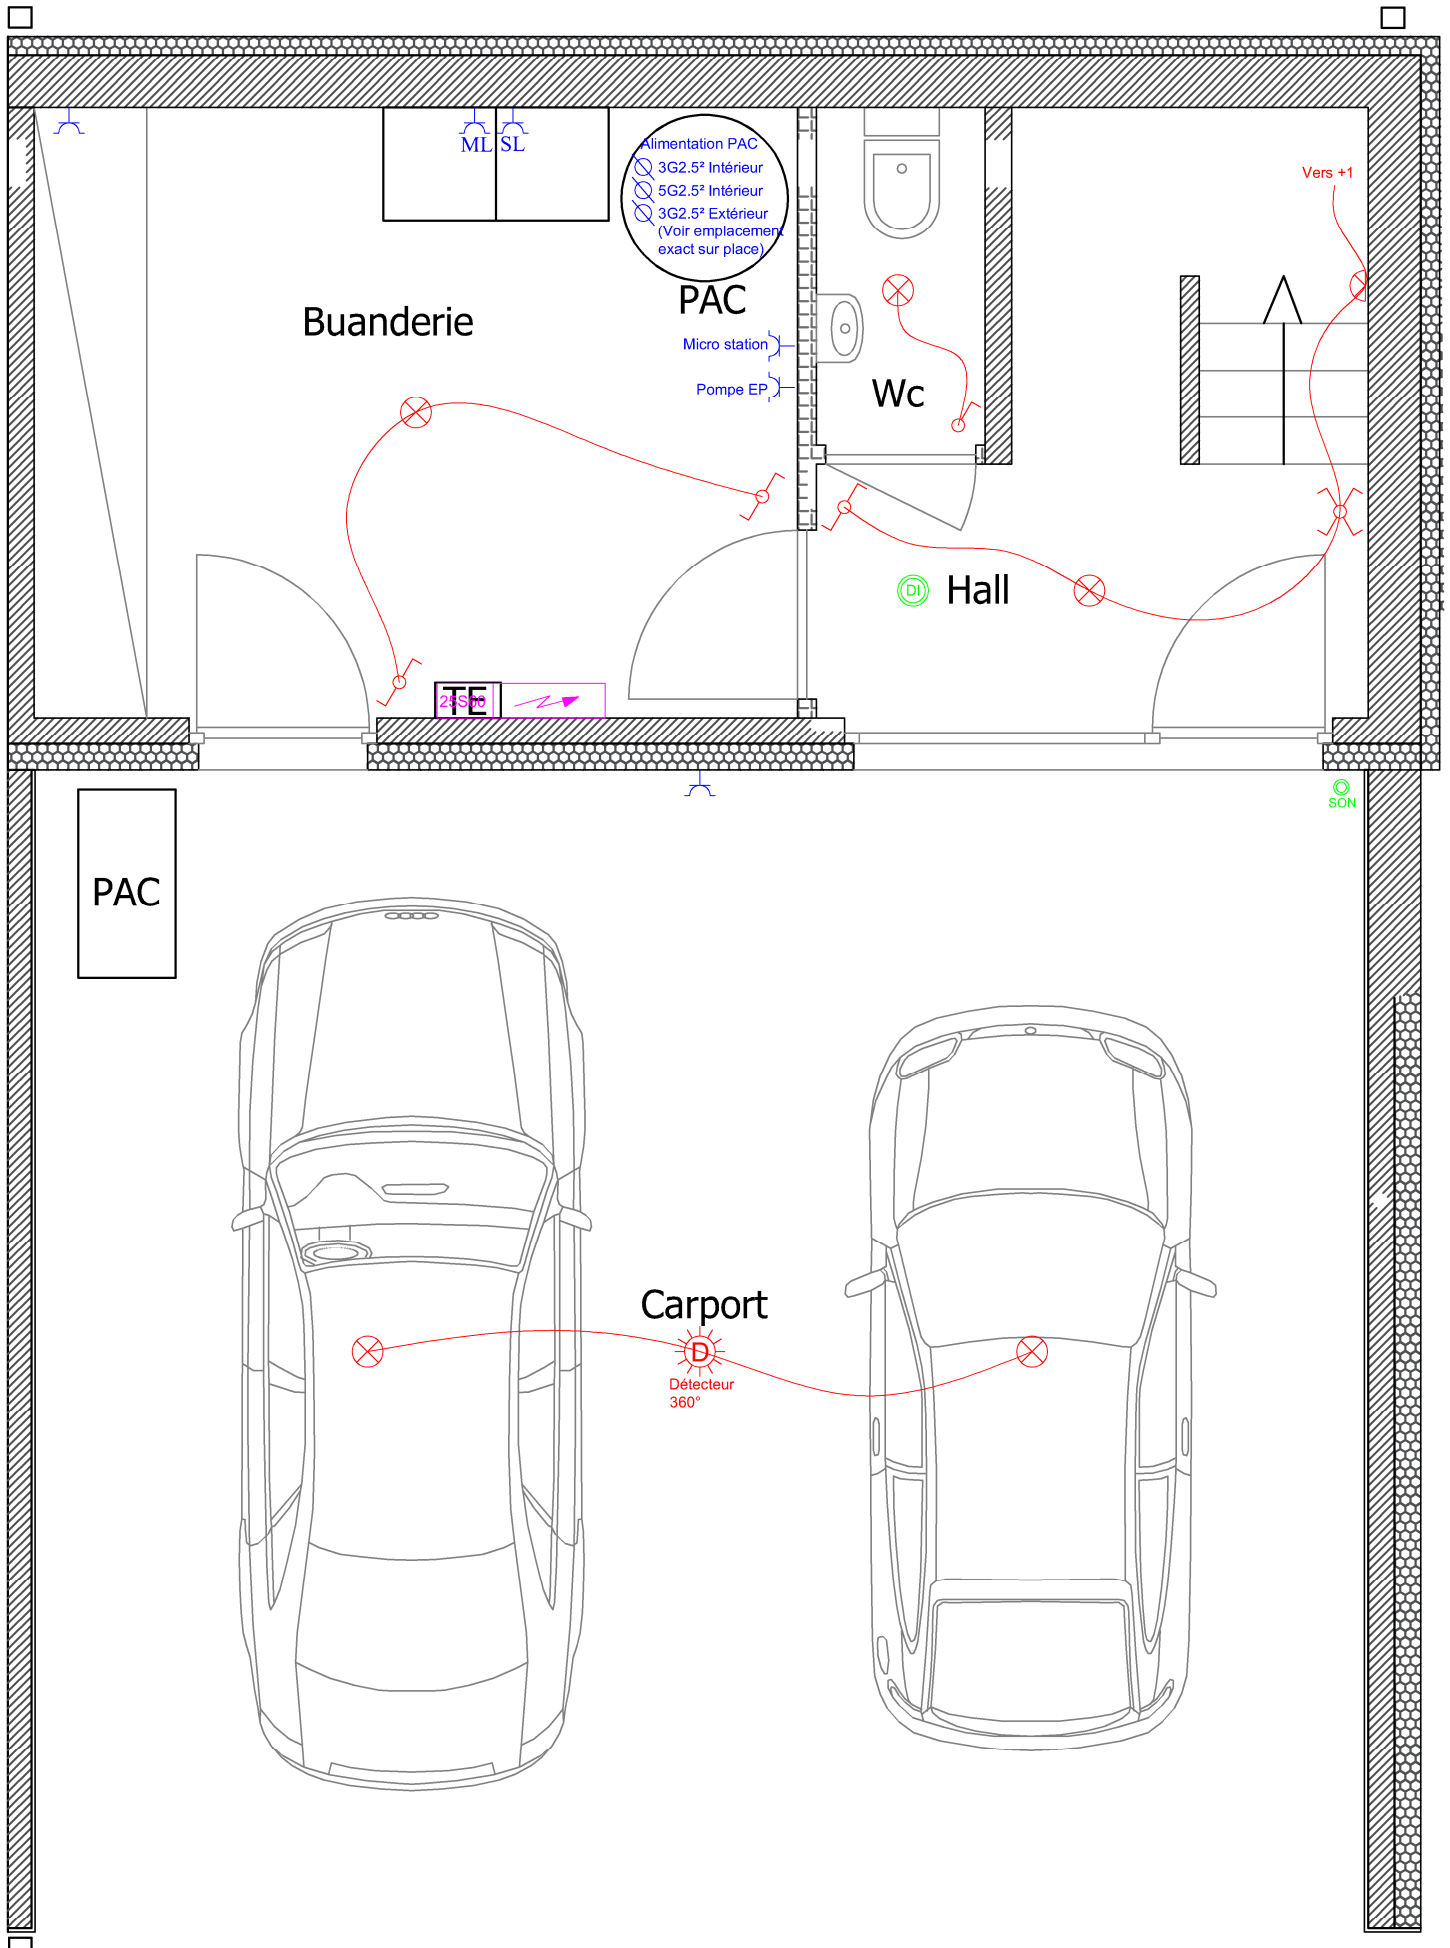 Alimentation PAC
3G2.5² Intérieur
5G2.5² Intérieur
3G2.5² Extérieur
(Voir emplacement
exact sur place)
ML SL
Vers +1
Buanderie
PAC
Micro station
Pompe EP
Wc
DI
Hall
TE
25S60
SON
PAC
Carport
D
Détecteur
360°